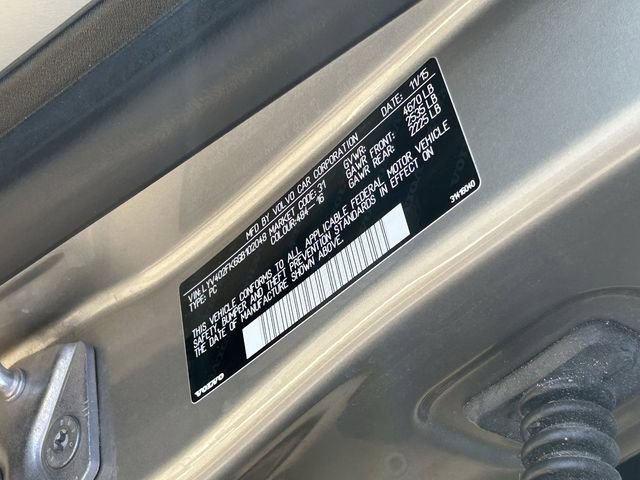 MFD BY VOLVO CAR CORPORATION DATE: 11/15
VIN: LYV402FK6GB102048 MARKET CODE: 31 GVWR: 4670 LB
TYPE: PC COLOUR:484 16 GAWR FRONT: 2535 LB
GAWR REAR: 2225 LB
THIS VEHICLE CONFORMS TO ALL APPLICABLE FEDERAL MOTOR VEHICLE
SAFETY, BUMPER AND THEFT PREVENTION STANDARDS IN EFFECT ON
THE DATE OF MANUFACTURE SHOWN ABOVE.
VOLVO